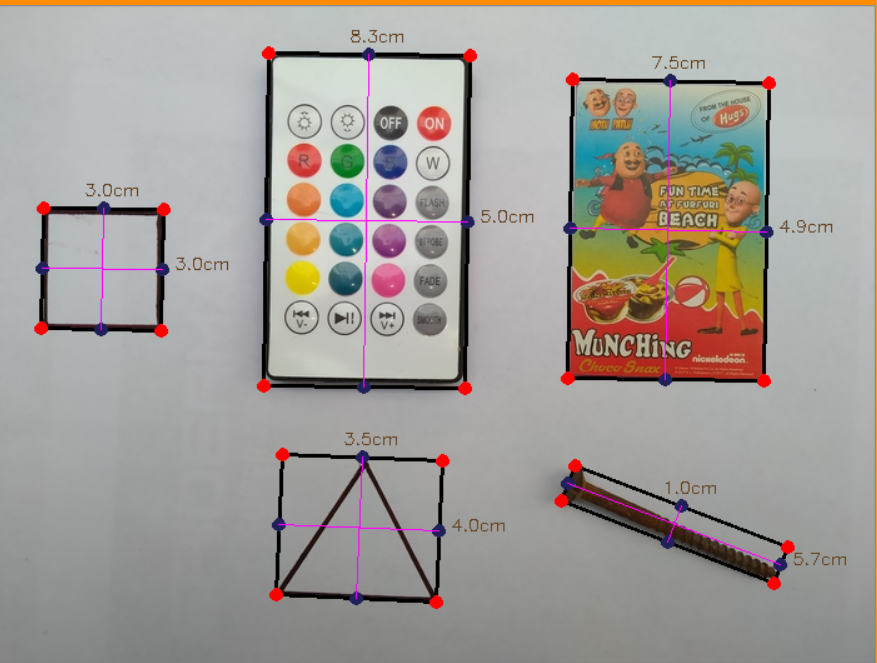 8.3cm
7.5cm
OFF ON
FROM THE HOUSE
OF Hugs
MOTU PATLU
R G W
FUN TIME
AT FURFURI
BEACH
3.0cm
FLASH
5.0cm
4.9cm
STROBE
3.0cm
FADE
V- V+
SMOOTH
MUNCHiNG
nickelodeon
Choco Snax
3.5cm
4.0cm
1.0cm
5.7cm